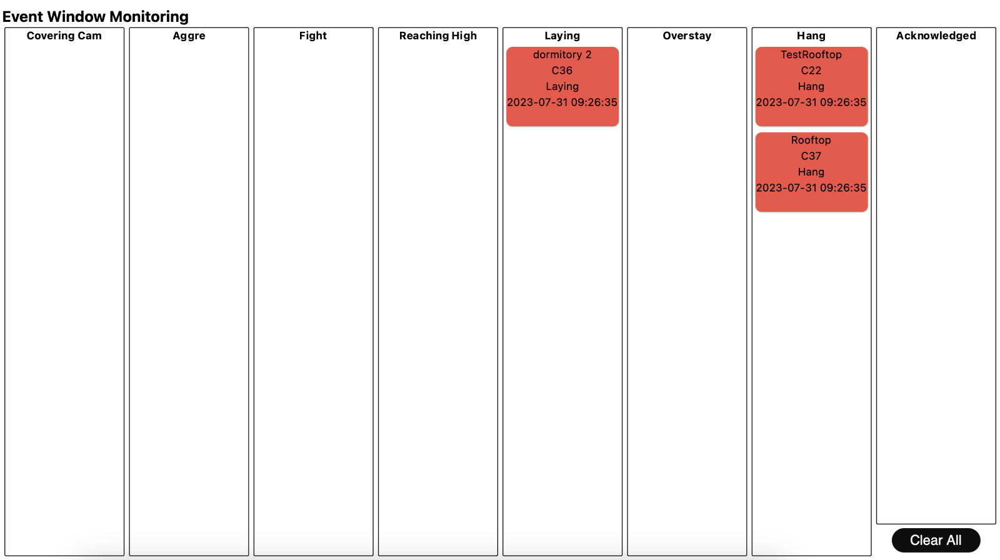 Event Window Monitoring
Covering Cam
Aggre
Fight
Reaching High
Laying
dormitory 2
C36
Laying
2023-07-31 09:26:35
Overstay
Hang
TestRooftop
C22
Hang
2023-07-31 09:26:35
Rooftop
C37
Hang
2023-07-31 09:26:35
Acknowledged
Clear All